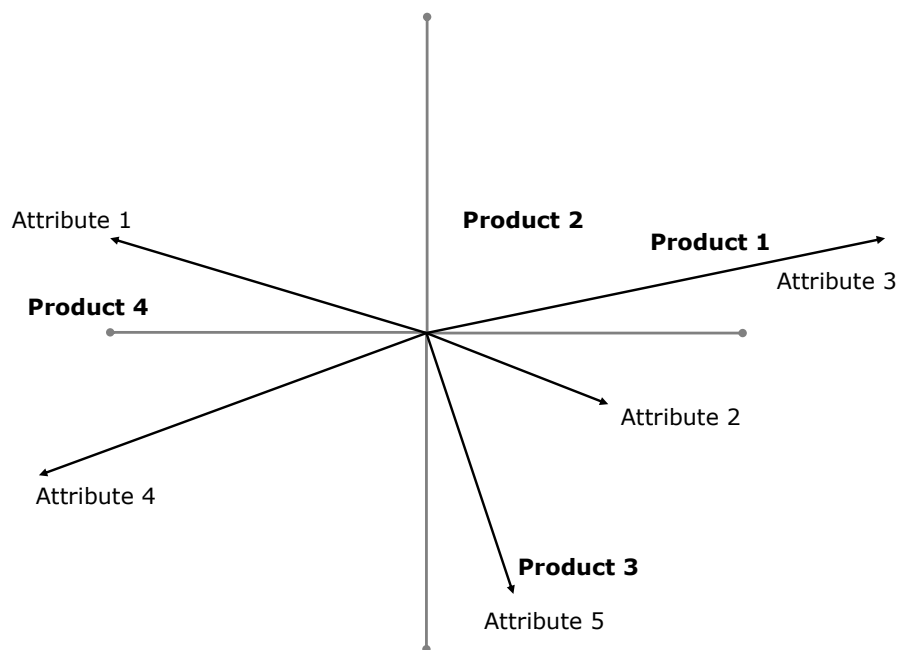 Attribute 1
Product 2
Product 1
Attribute 3
Product 4
Attribute 2
Attribute 4
Product 3
Attribute 5